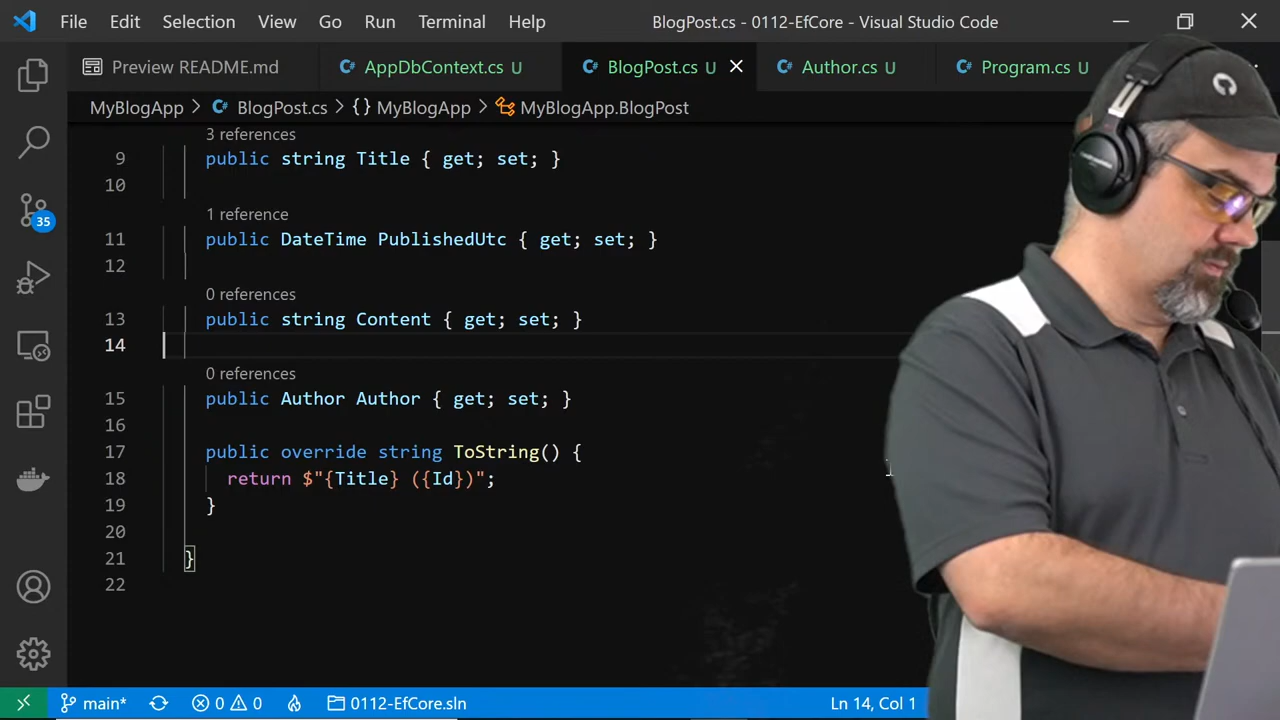 File Edit Selection View Go Run Terminal Help BlogPost.cs - 0112-EfCore - Visual Studio Code
Preview README.md AppDbContext.cs U BlogPost.cs U Author.cs U Program.cs U
MyBlogApp > BlogPost.cs > {} MyBlogApp > MyBlogApp.BlogPost
3 references
9 public string Title { get; set; }
10
1 reference
11 public DateTime PublishedUtc { get; set; }
12
0 references
13 public string Content { get; set; }
14
0 references
15 public Author Author { get; set; }
16
17 public override string ToString() {
18 return $"{Title} ({Id})";
19 }
20
21 }
22
35
main* 0 0 0112-EfCore.sln Ln 14, Col 1